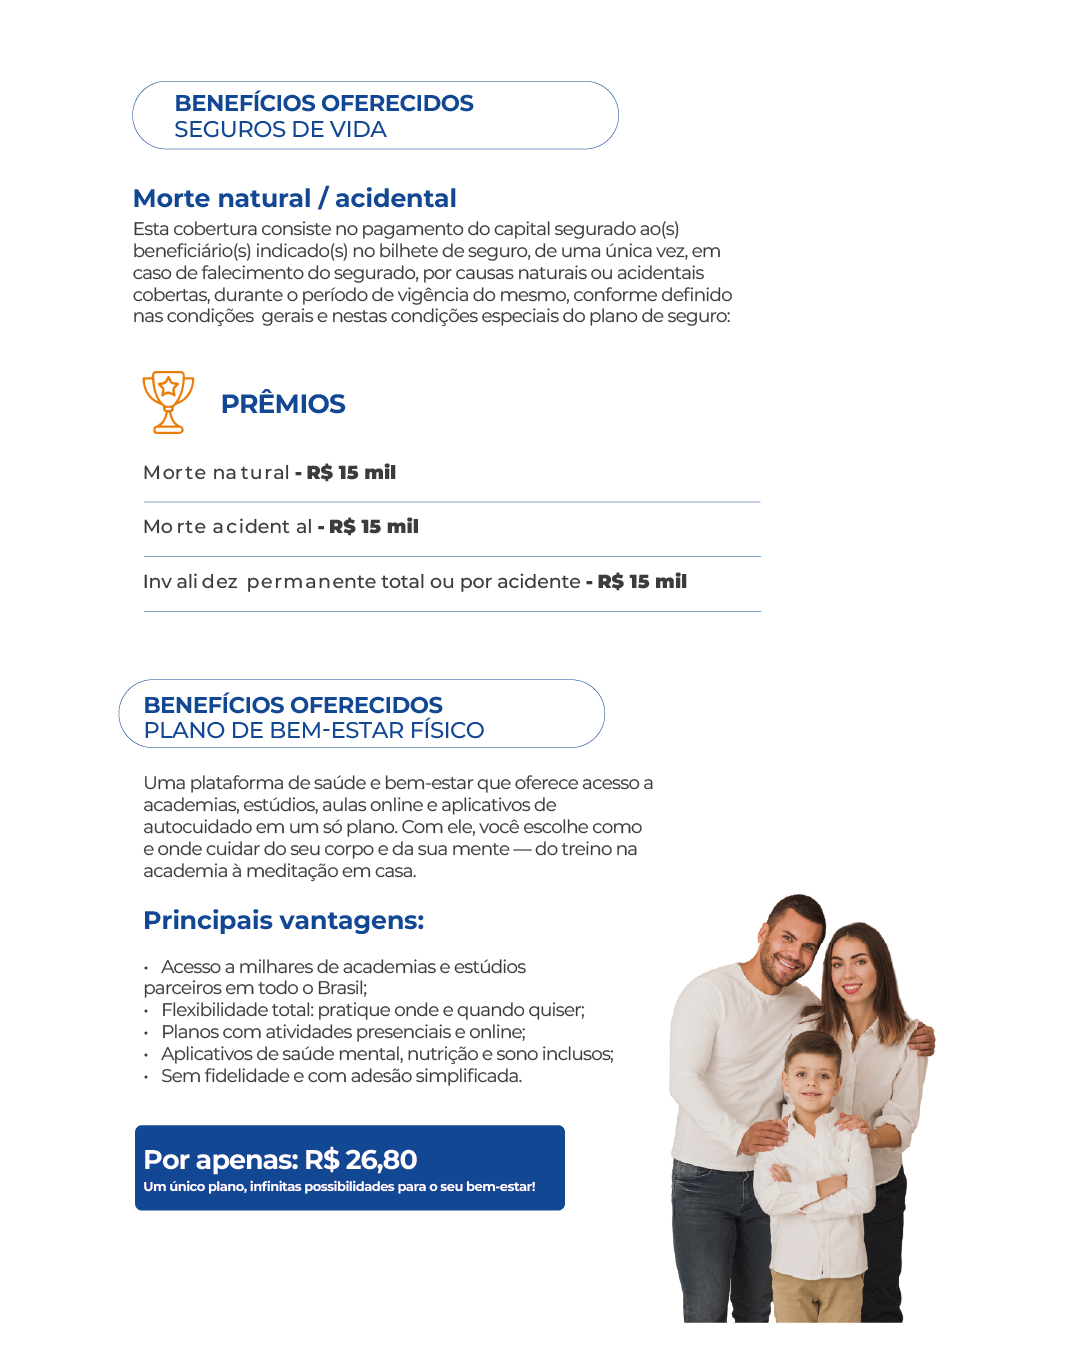 BENEFÍCIOS OFERECIDOS
SEGUROS DE VIDA
Morte natural / acidental
Esta cobertura consiste no pagamento do capital segurado ao(s)
beneficiário(s) indicado(s) no bilhete de seguro, de uma única vez, em
caso de falecimento do segurado, por causas naturais ou acidentais
cobertas, durante o período de vigência do mesmo, conforme definido
nas condições gerais e nestas condições especiais do plano de seguro:
PRÊMIOS
Morte natural - R$ 15 mil
Morte acidental - R$ 15 mil
Invalidez permanente total ou por acidente - R$ 15 mil
BENEFÍCIOS OFERECIDOS
PLANO DE BEM-ESTAR FÍSICO
Uma plataforma de saúde e bem-estar que oferece acesso a
academias, estúdios, aulas online e aplicativos de
autocuidado em um só plano. Com ele, você escolhe como
e onde cuidar do seu corpo e da sua mente — do treino na
academia à meditação em casa.
Principais vantagens:
• Acesso a milhares de academias e estúdios
parceiros em todo o Brasil;
• Flexibilidade total: pratique onde e quando quiser;
• Planos com atividades presenciais e online;
• Aplicativos de saúde mental, nutrição e sono inclusos;
• Sem fidelidade e com adesão simplificada.
Por apenas: R$ 26,80
Um único plano, infinitas possibilidades para o seu bem-estar!